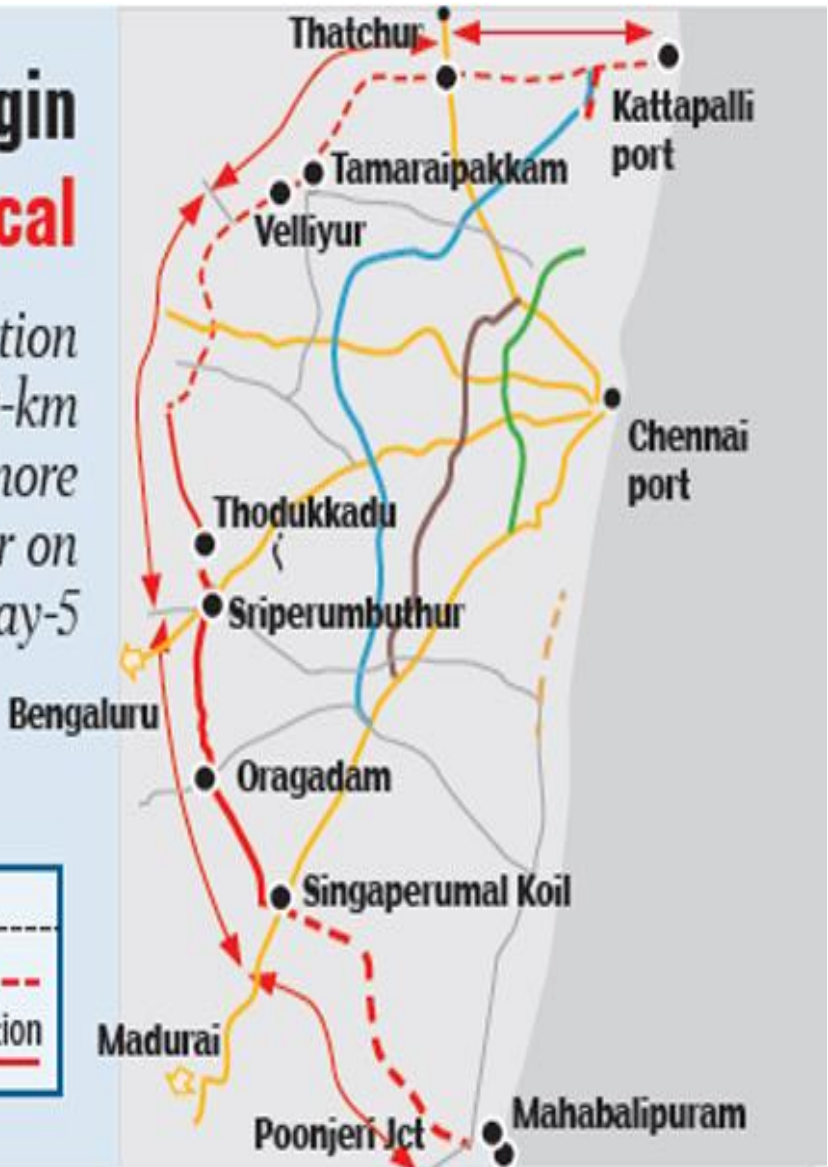 gin
cal
tion
-km
more
r on
ay-5
tion
Thatchur
Kattapalli
port
Tamaraipakkam
Velliyur
Chennai
port
Thodukkadu
Sriperumbuthur
Bengaluru
Oragadam
Singaperumal Koil
Madurai
Poonjeri Jct
Mahabalipuram